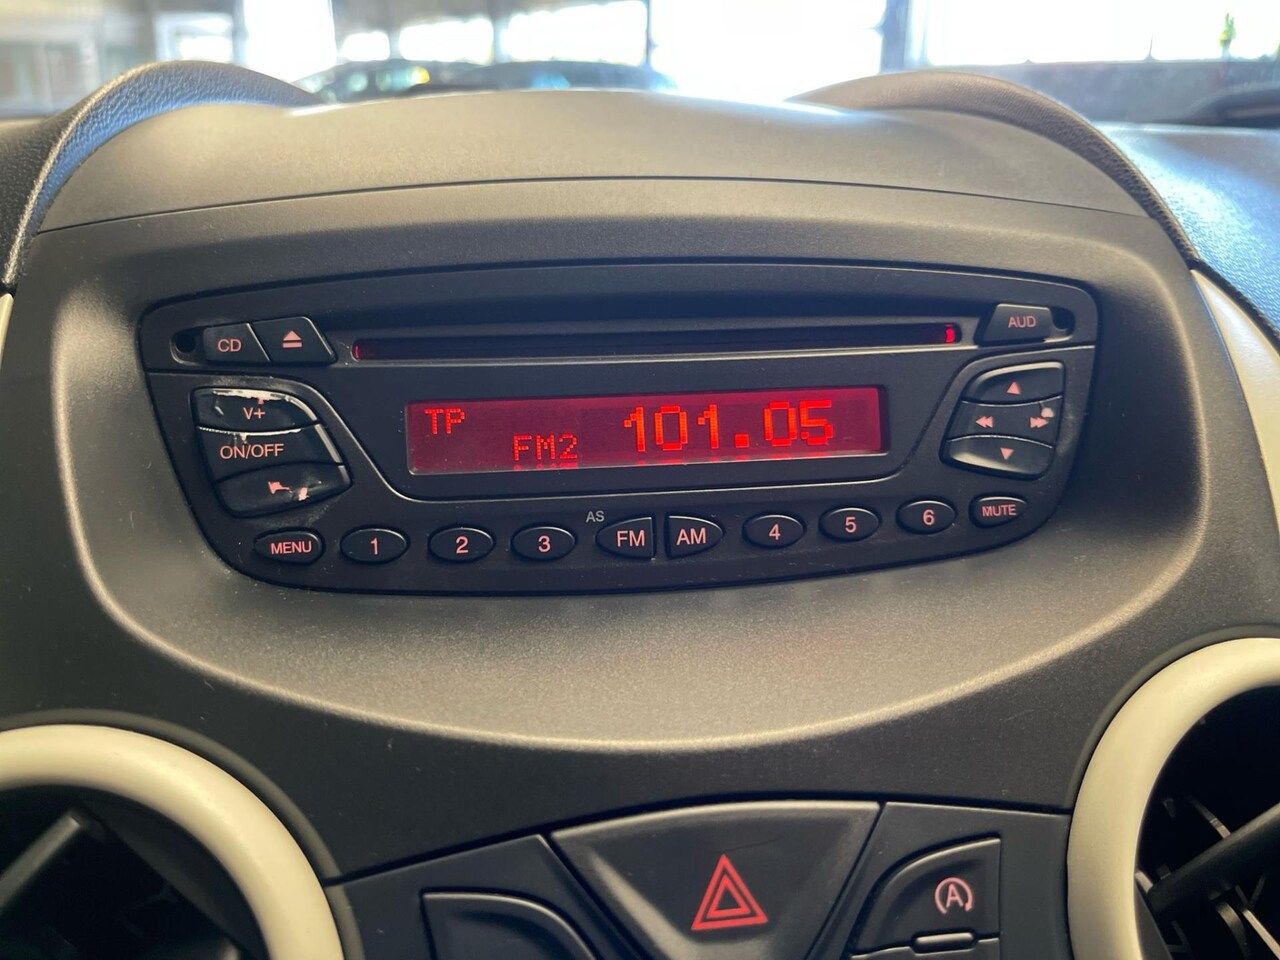 CD
AUD
V+
TP
FM2
101.05
ON/OFF
AS
MENU
1
2
3
FM
AM
4
5
6
MUTE
A